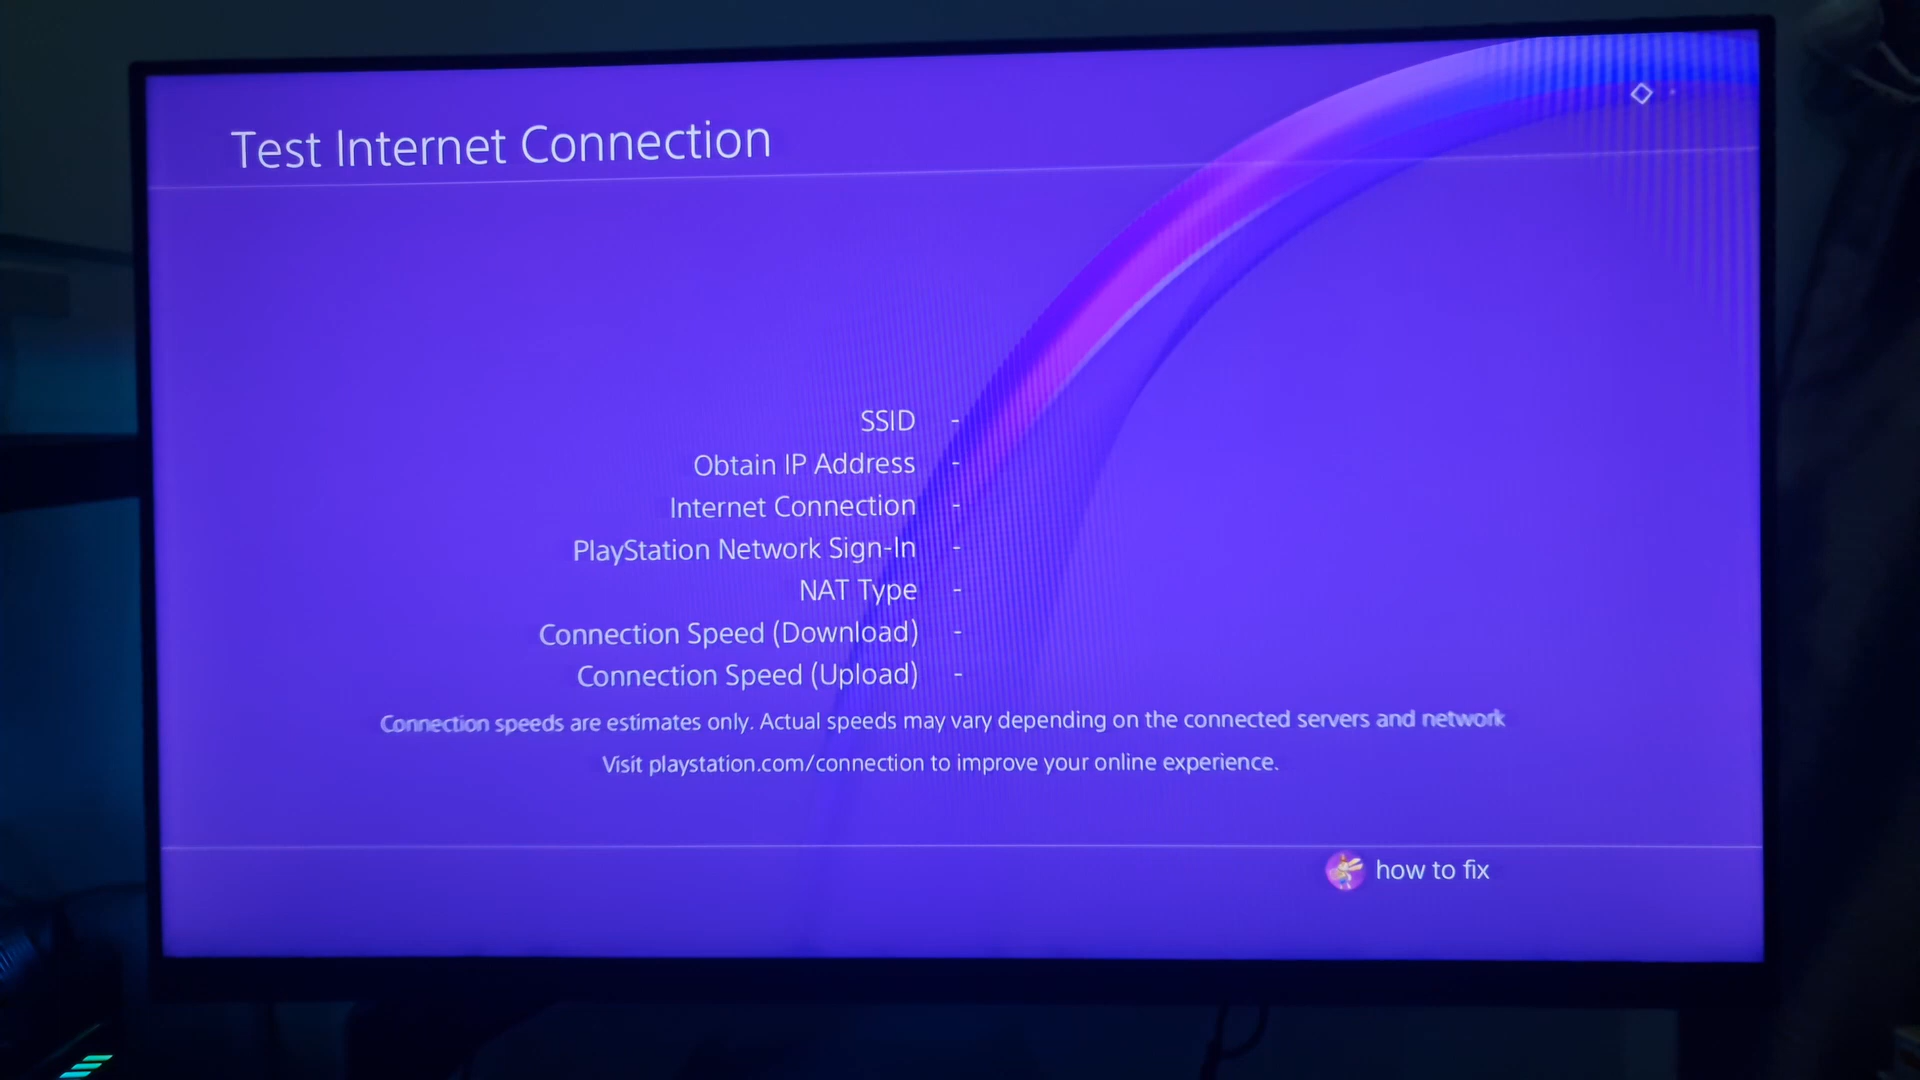 Test Internet Connection
SSID -
Obtain IP Address -
Internet Connection -
PlayStation Network Sign-In -
NAT Type -
Connection Speed (Download) -
Connection Speed (Upload) -
Connection speeds are estimates only. Actual speeds may vary depending on the connected servers and network
Visit playstation.com/connection to improve your online experience.
how to fix